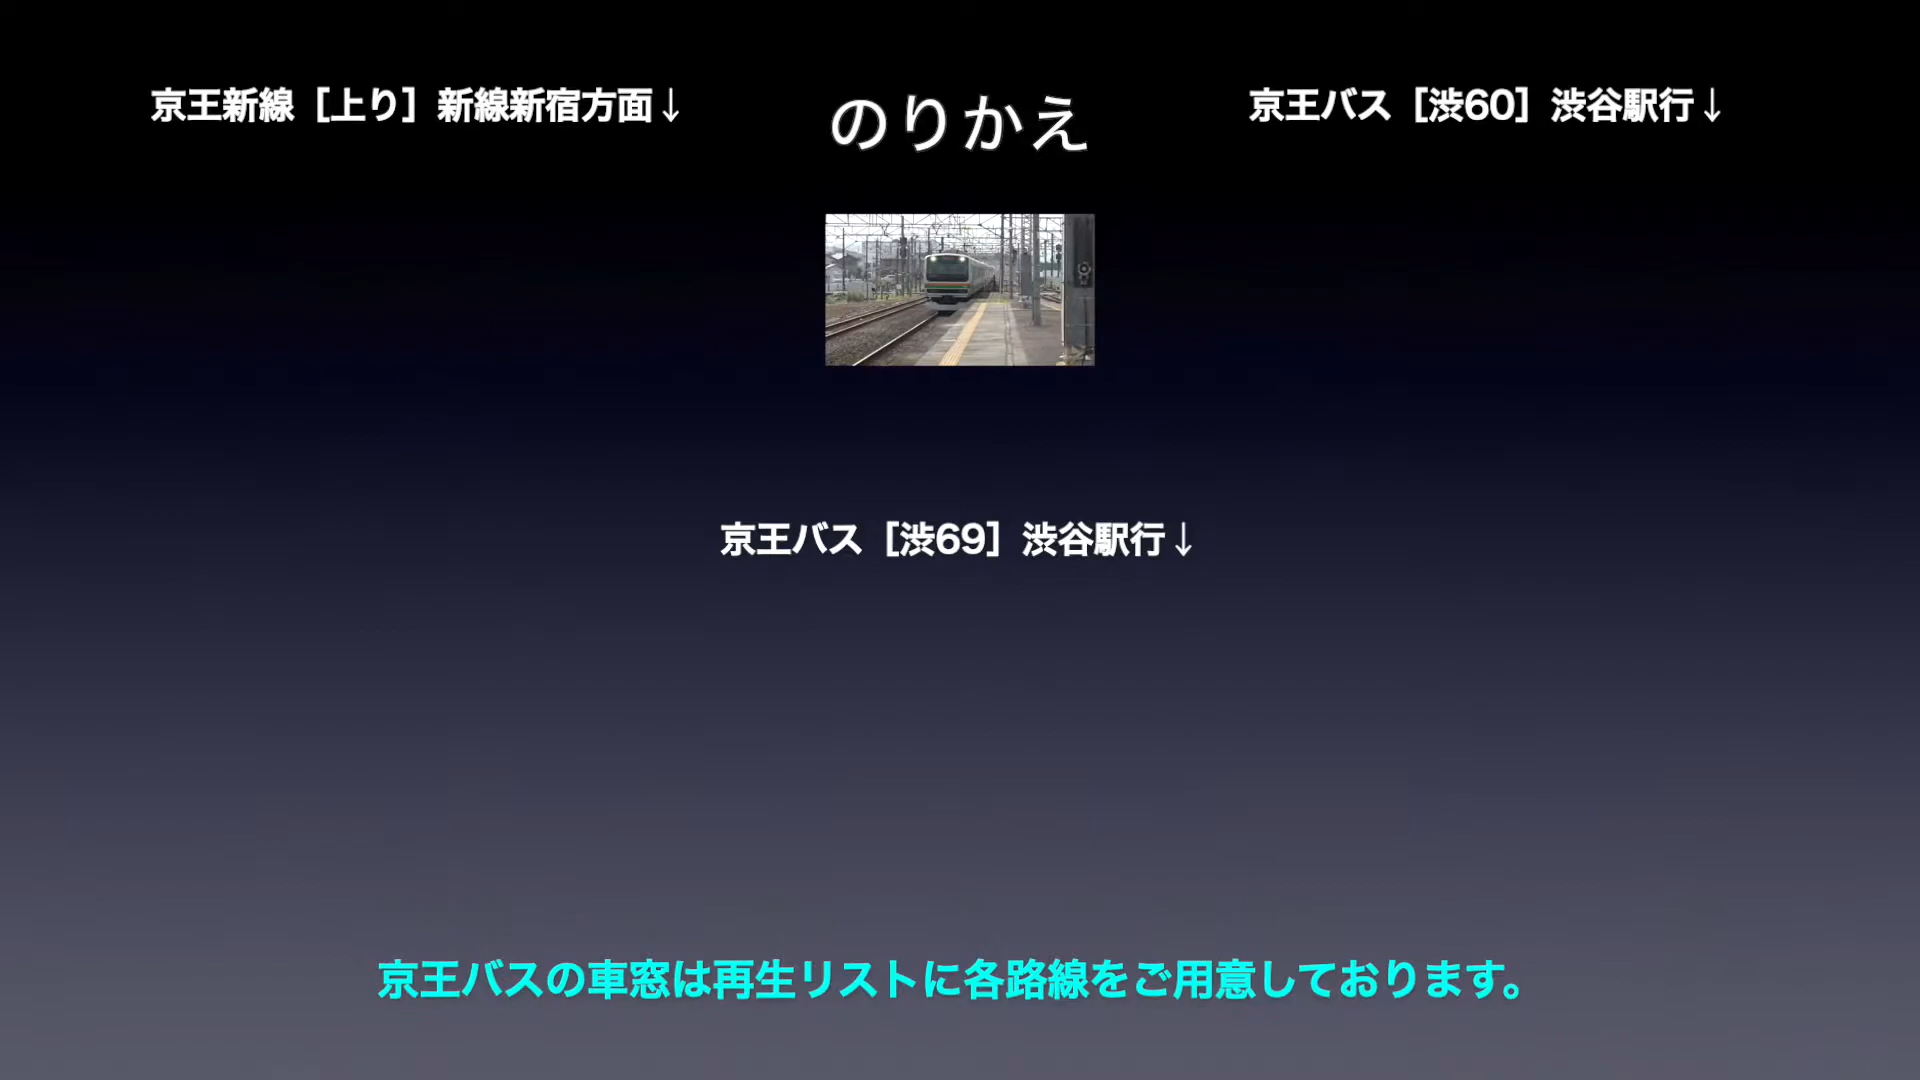 京王新線［上り］新線新宿方面↓
のりかえ
京王バス［渋60］渋谷駅行↓
京王バス［渋69］渋谷駅行↓
京王バスの車窓は再生リストに各路線をご用意しております。